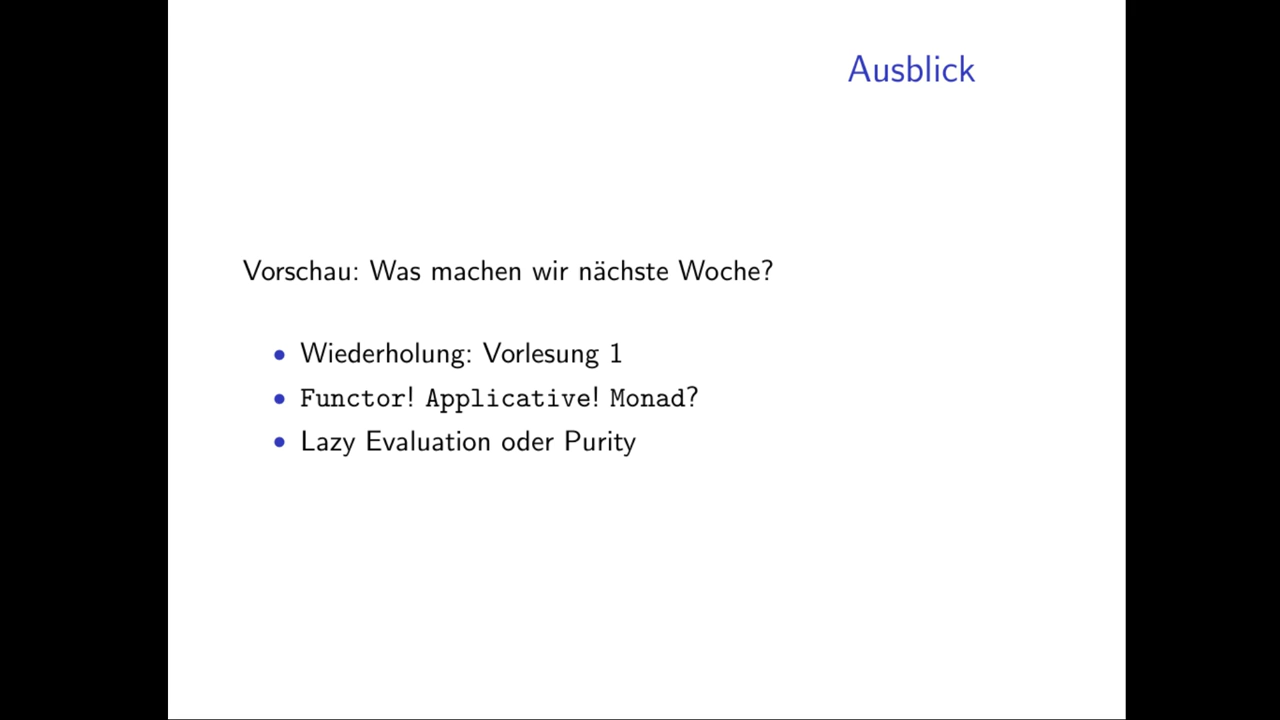 Ausblick
Vorschau: Was machen wir nächste Woche?
• Wiederholung: Vorlesung 1
• Functor! Applicative! Monad?
• Lazy Evaluation oder Purity